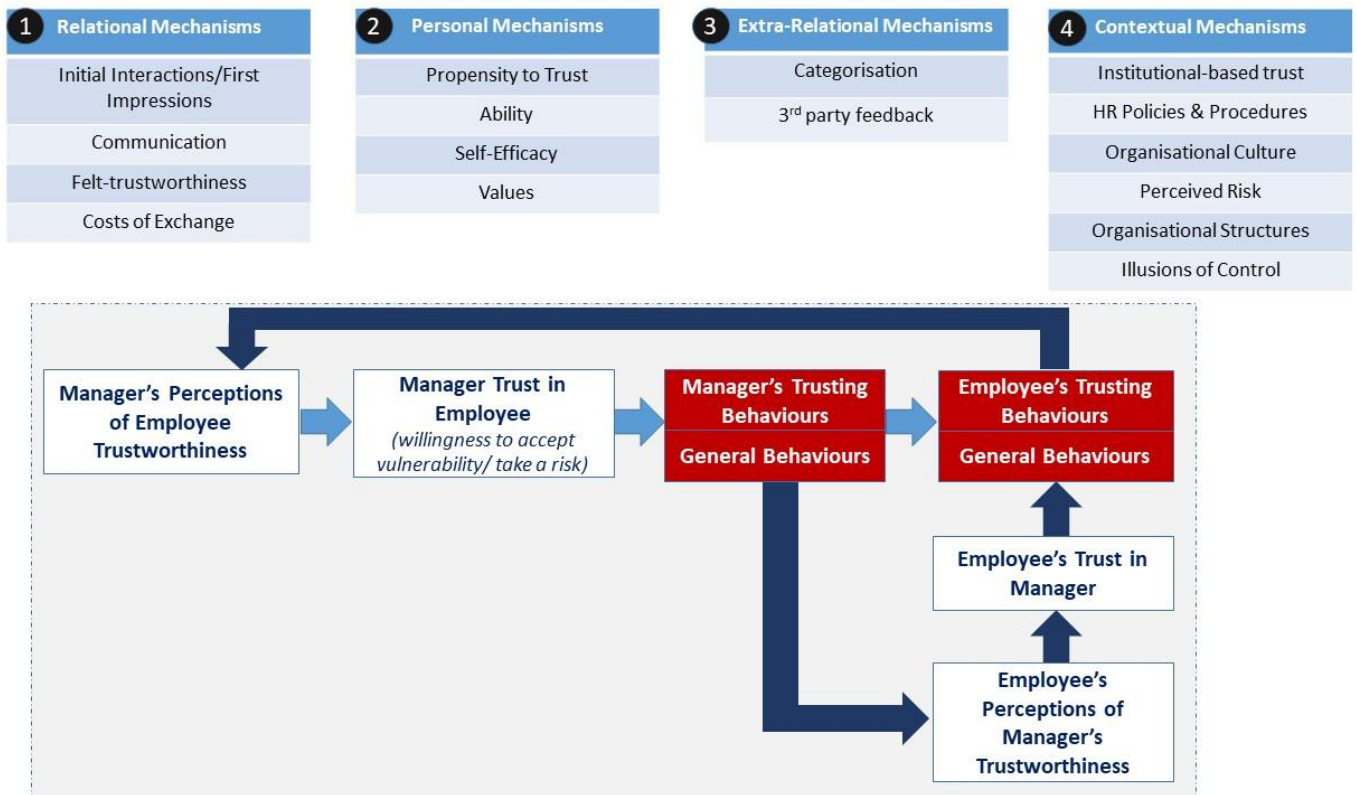 1 Relational Mechanisms
Initial Interactions/First
Impressions
Communication
Felt-trustworthiness
Costs of Exchange
2 Personal Mechanisms
Propensity to Trust
Ability
Self-Efficacy
Values
3 Extra-Relational Mechanisms
Categorisation
3rd party feedback
4 Contextual Mechanisms
Institutional-based trust
HR Policies & Procedures
Organisational Culture
Perceived Risk
Organisational Structures
Illusions of Control
Manager's Perceptions
of Employee
Trustworthiness
Manager Trust in
Employee
(willingness to accept
vulnerability/ take a risk)
Manager's Trusting
Behaviours
General Behaviours
Employee's Trusting
Behaviours
General Behaviours
Employee's Trust in
Manager
Employee's
Perceptions of
Manager's
Trustworthiness